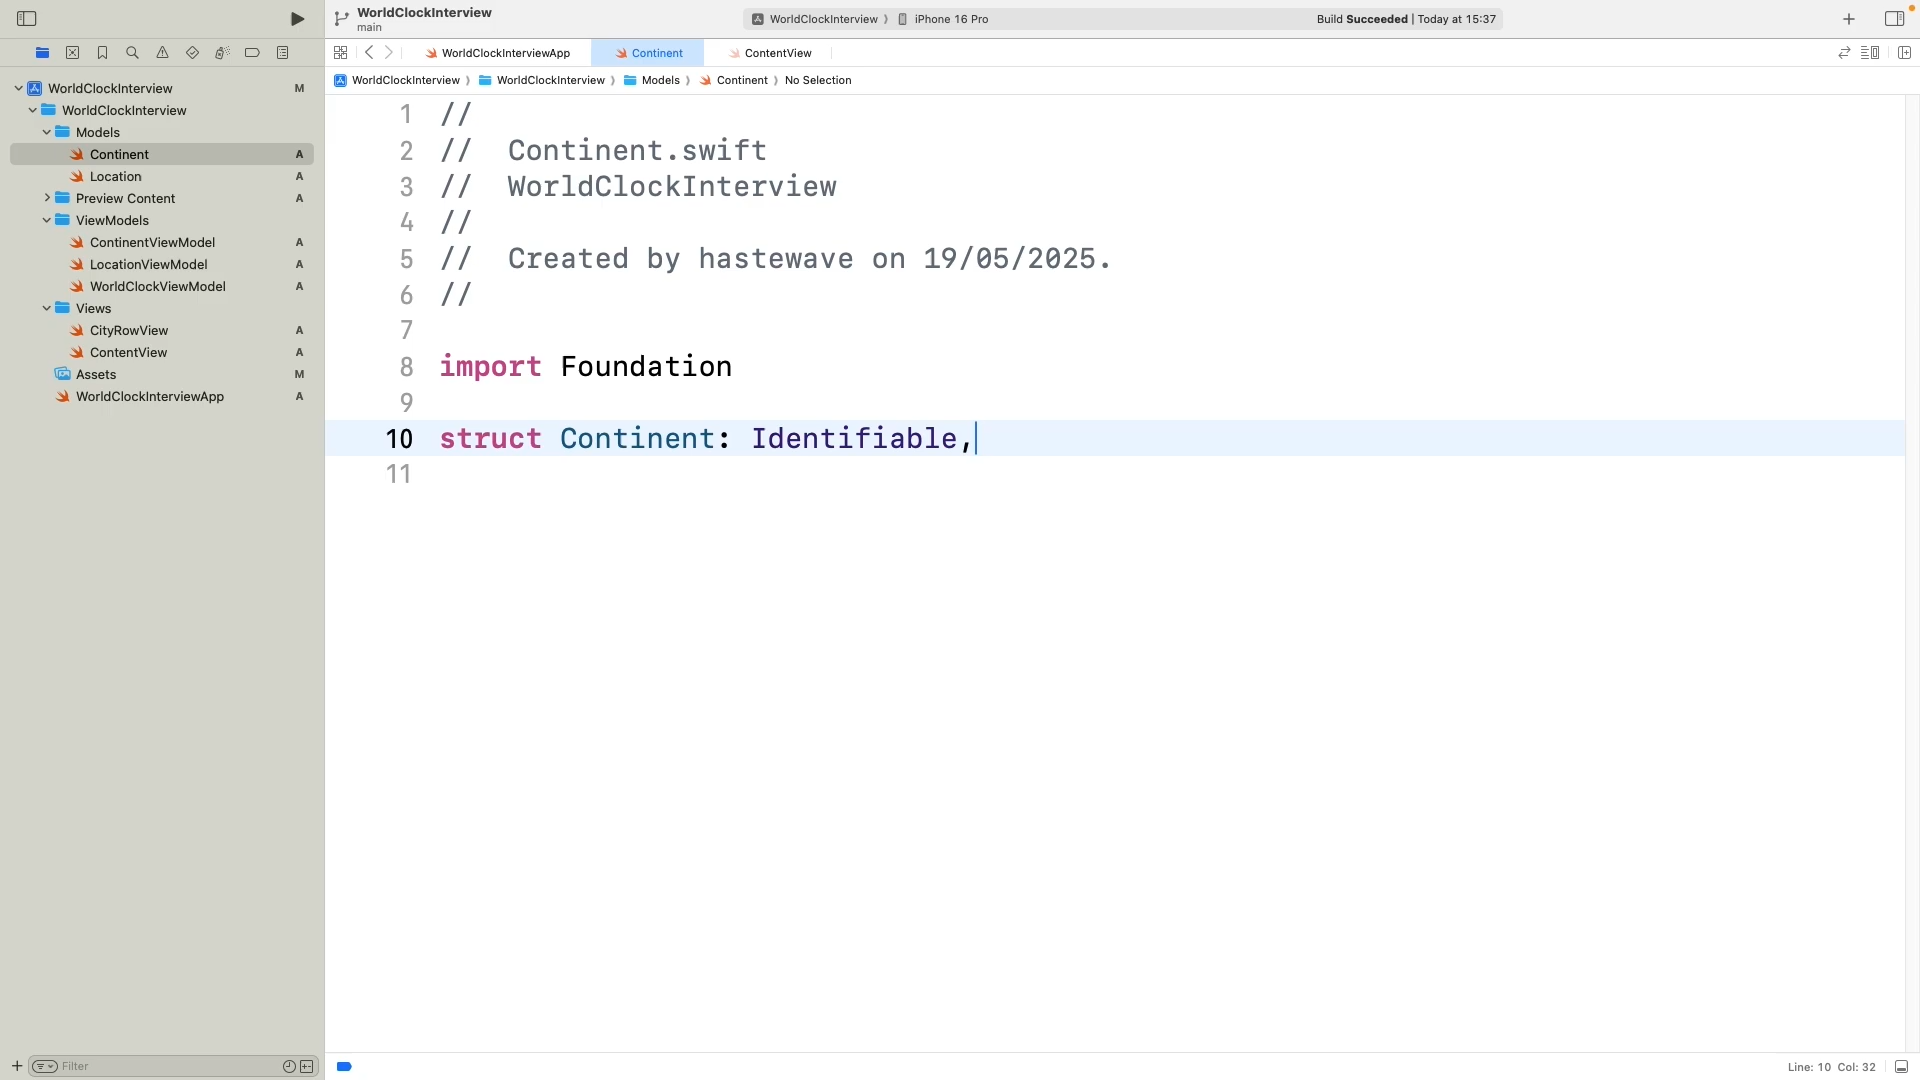 WorldClockInterview
main
WorldClockInterview
iPhone 16 Pro
Build Succeeded | Today at 15:37
WorldClockInterviewApp
Continent
ContentView
WorldClockInterview
WorldClockInterview
Models
Continent
No Selection
WorldClockInterview M
WorldClockInterview
Models
Continent A
Location A
Preview Content A
ViewModels
ContinentViewModel A
LocationViewModel A
WorldClockViewModel A
Views
CityRowView A
ContentView A
Assets M
WorldClockInterviewApp A
1 //
2 //  Continent.swift
3 //  WorldClockInterview
4 //
5 //  Created by hastewave on 19/05/2025.
6 //
7
8 import Foundation
9
10 struct Continent: Identifiable,
11
Filter
Line: 10 Col: 32